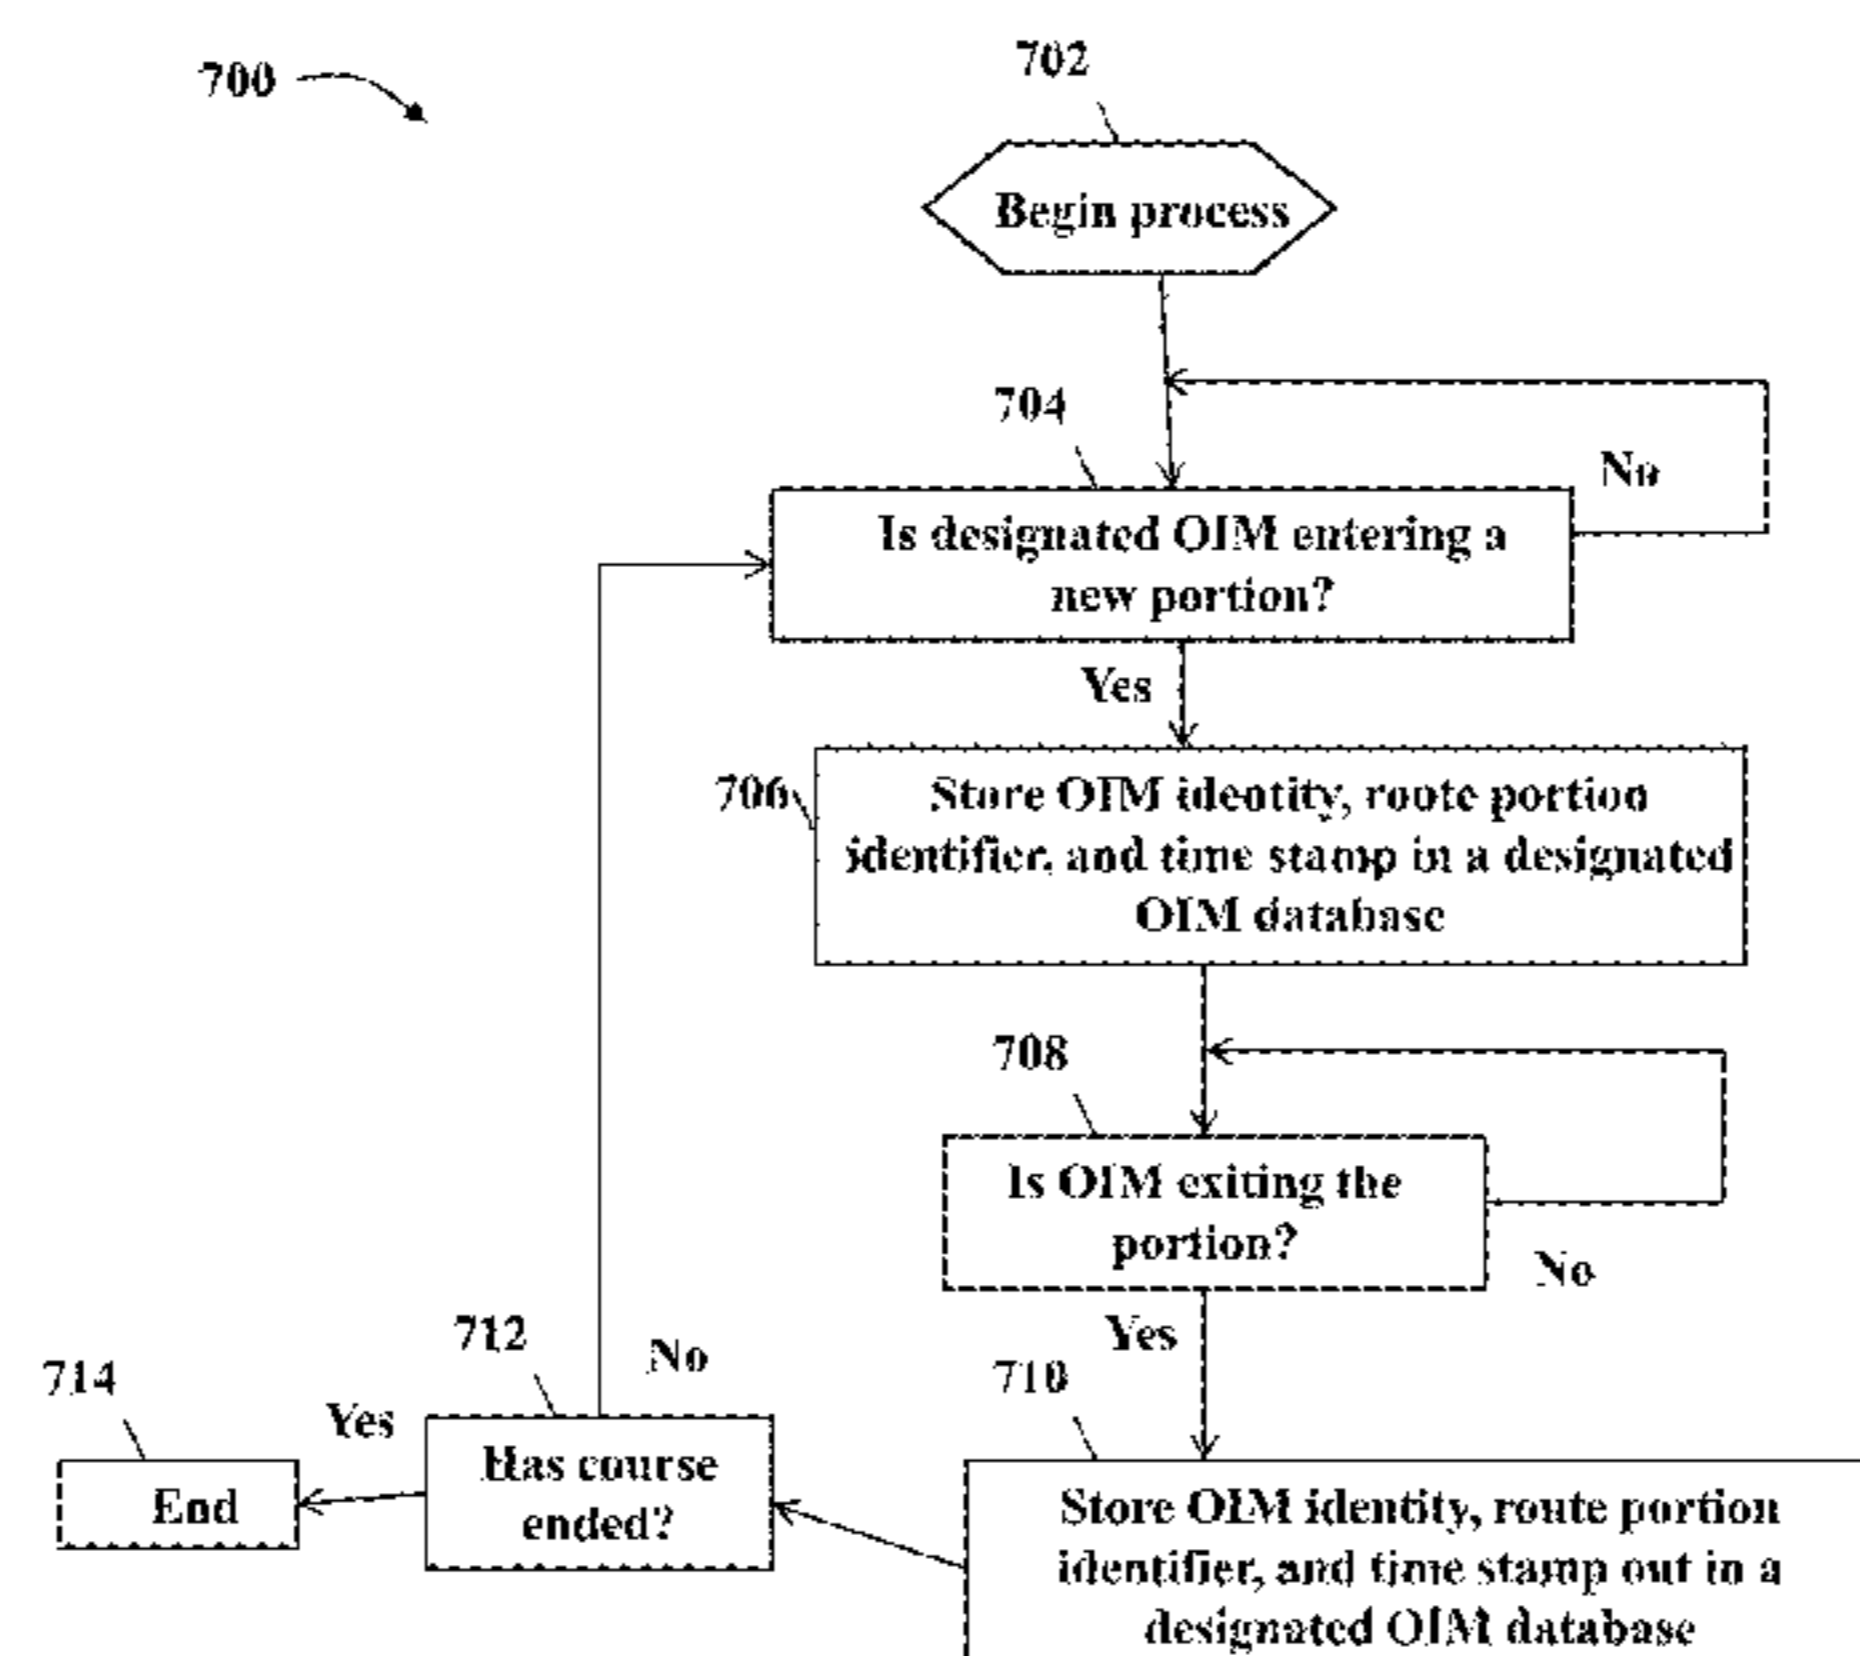 700
702
Begin process
704
No
Is designated OIM entering a
new portion?
Yes
706
Store OIM identity, route portion
identifier, and time stamp in a designated
OIM database
708
Is OIM exiting the
portion?
No
Yes
710
712
No
714
Yes
Has course
ended?
End
Store OIM identity, route portion
identifier, and time stamp out in a
designated OIM database